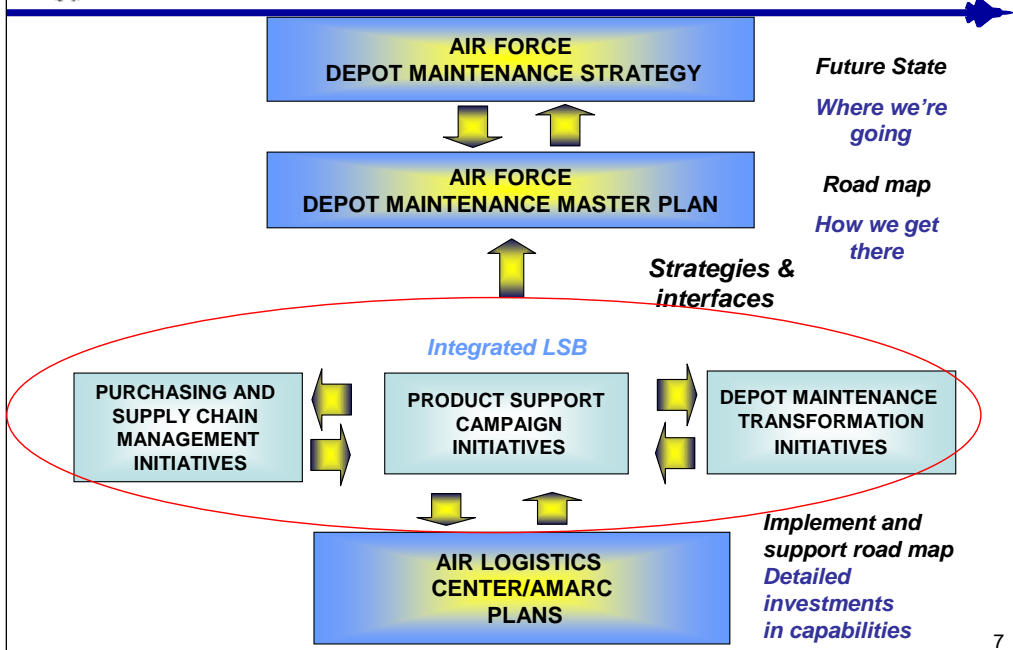 AIR FORCE
DEPOT MAINTENANCE STRATEGY
Future State
Where we’re
going
AIR FORCE
DEPOT MAINTENANCE MASTER PLAN
Road map
How we get
there
Strategies &
interfaces
Integrated LSB
PURCHASING AND
SUPPLY CHAIN
MANAGEMENT
INITIATIVES
PRODUCT SUPPORT
CAMPAIGN
INITIATIVES
DEPOT MAINTENANCE
TRANSFORMATION
INITIATIVES
AIR LOGISTICS
CENTER/AMARC
PLANS
Implement and
support road map
Detailed
investments
in capabilities
7